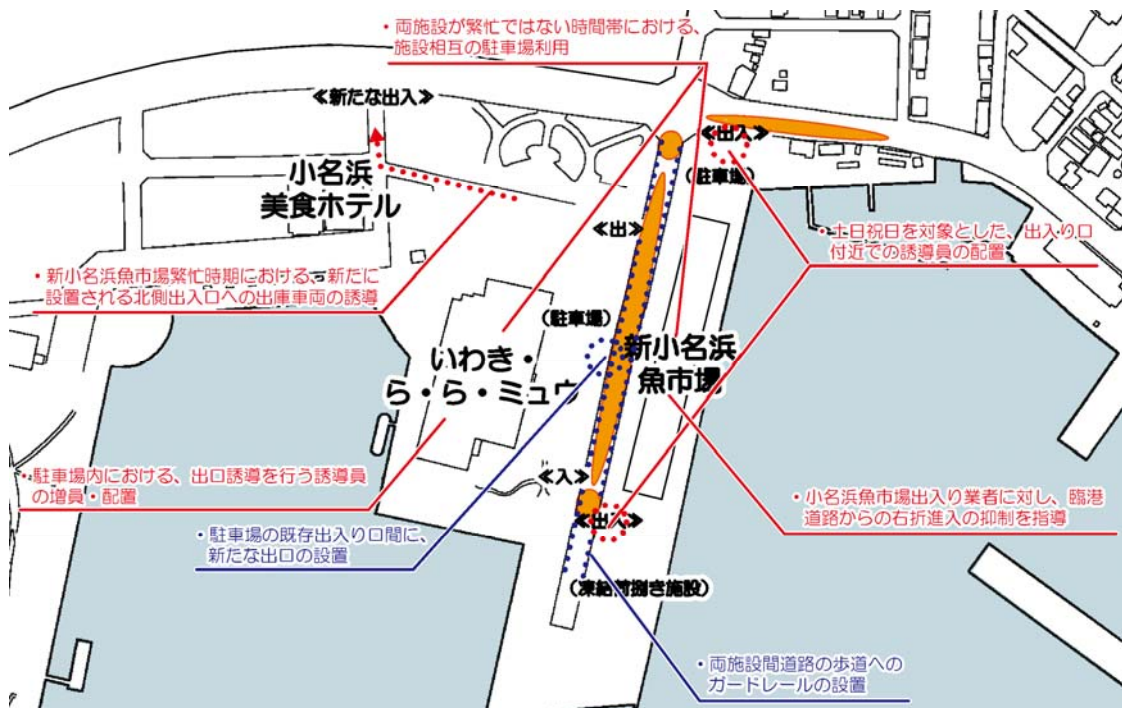 ・両施設が繁忙ではない時間帯における、
施設相互の駐車場利用
≪新たな出入≫
≪出入≫
(駐車場)
小名浜
美食ホテル
≪出≫
・土日祝日を対象とした、出入り口
付近での誘導員の配置
・新小名浜魚市場繁忙時期における、新たに
設置される北側出入口への出庫車両の誘導
(駐車場)
いわき・
ら・ら・ミュウ
新小名浜
魚市場
・駐車場内における、出口誘導を行う誘導員
の増員・配置
≪入≫
・小名浜魚市場出入り業者に対し、臨港
道路からの右折進入の抑制を指導
≪出入≫
・駐車場の既存出入り口間に、
新たな出口の設置
(凍結荷捌き施設)
・両施設間道路の歩道への
ガードレールの設置